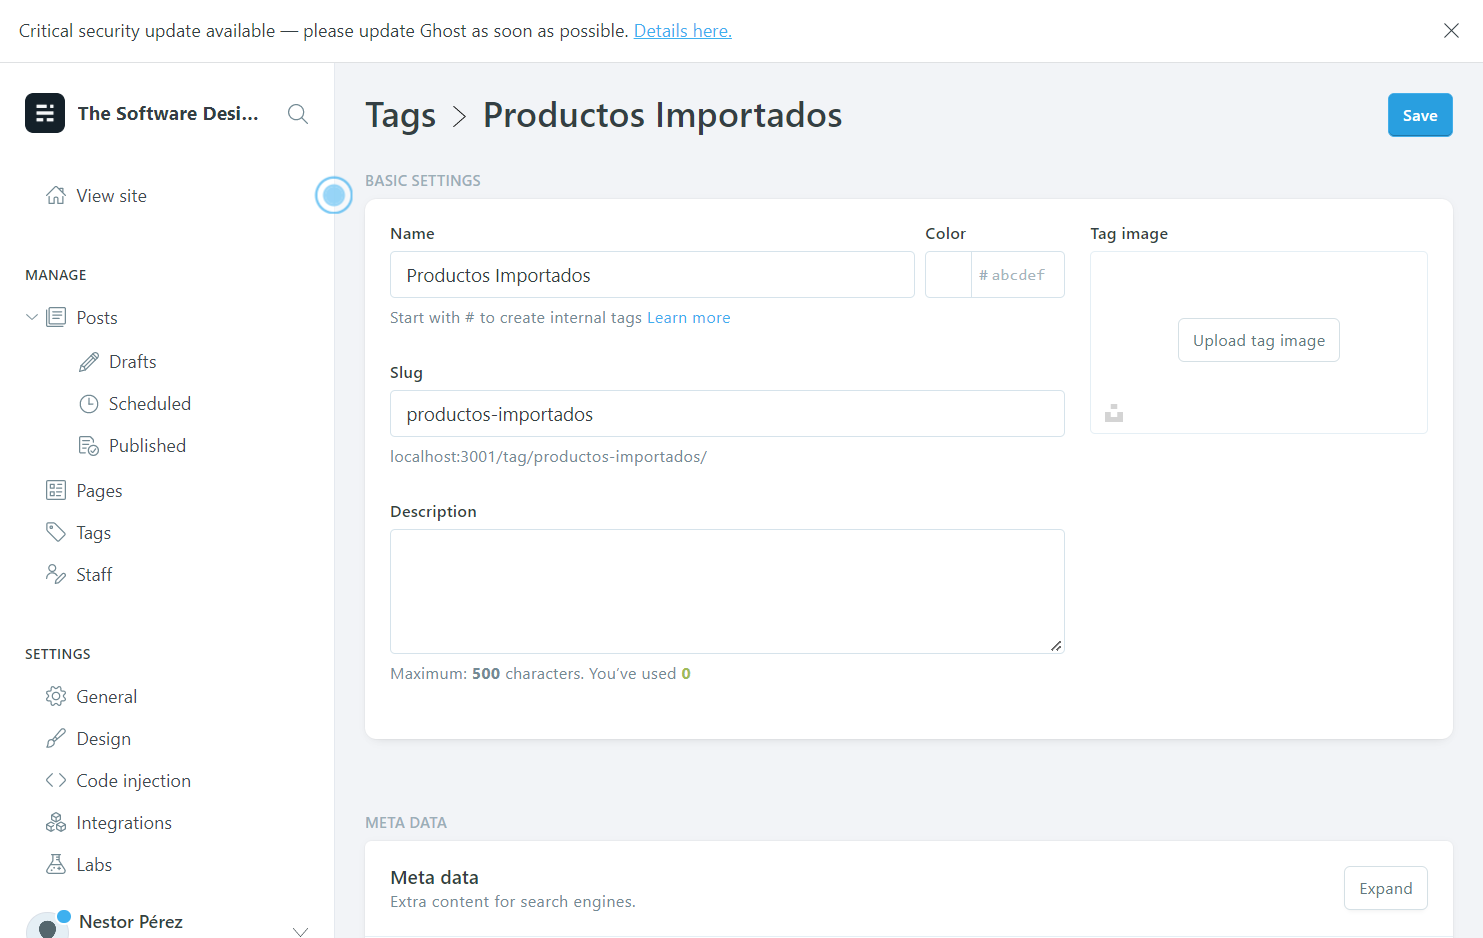 Critical security update available — please update Ghost as soon as possible. Details here.
The Software Desi...
View site
MANAGE
Posts
Drafts
Scheduled
Published
Pages
Tags
Staff
SETTINGS
General
Design
Code injection
Integrations
Labs
Nestor Pérez
Tags > Productos Importados
Save
BASIC SETTINGS
Name
Productos Importados
Start with # to create internal tags Learn more
Color
# abcdef
Tag image
Upload tag image
Slug
productos-importados
localhost:3001/tag/productos-importados/
Description
Maximum: 500 characters. You’ve used 0
META DATA
Meta data
Extra content for search engines.
Expand